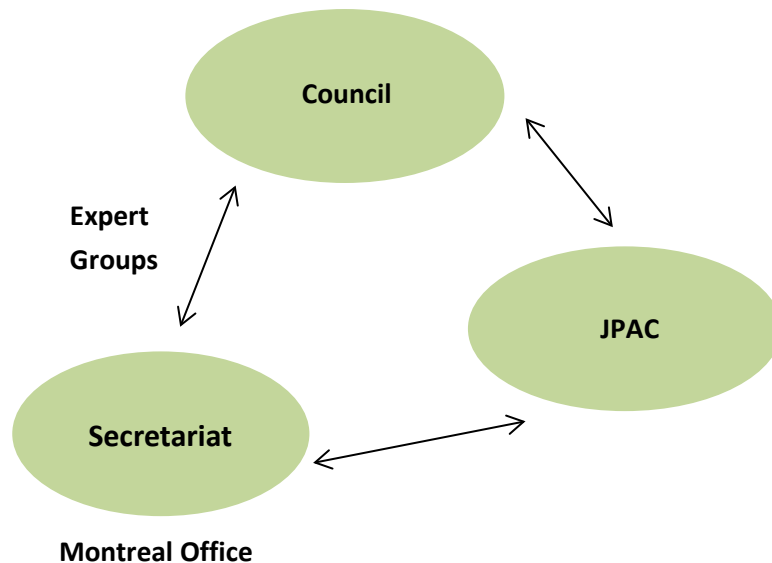 Council
Expert
Groups
JPAC
Secretariat
Montreal Office